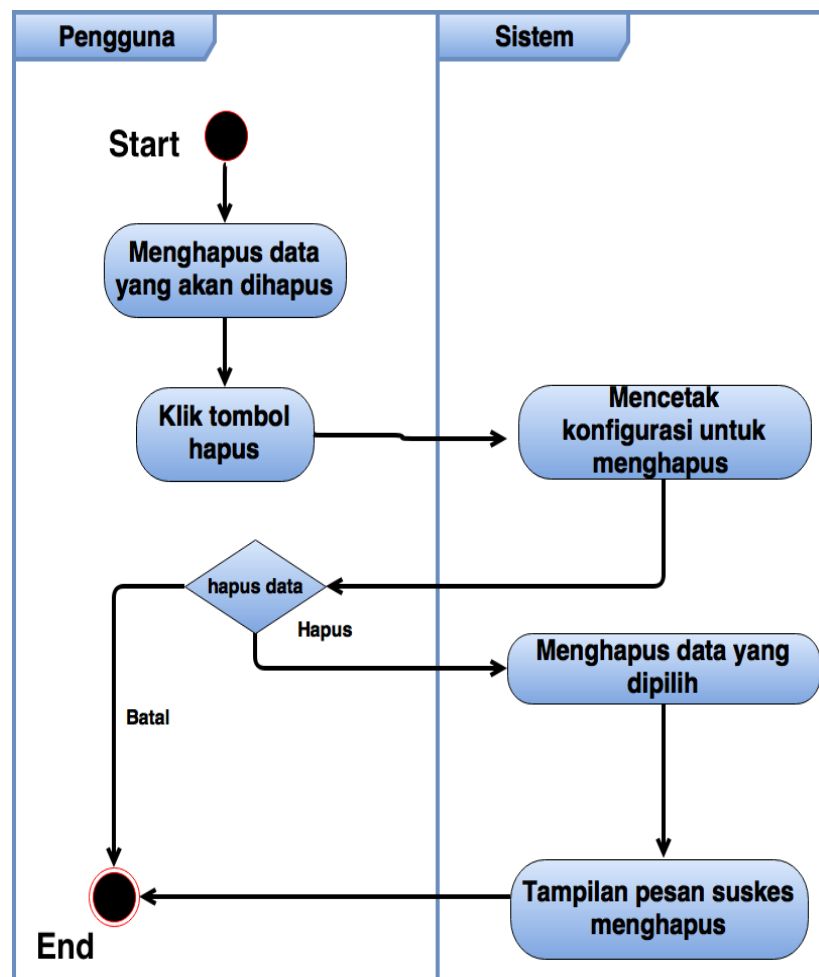 Pengguna
Sistem
Start
Menghapus data
yang akan dihapus
Klik tombol
hapus
Mencetak
konfigurasi untuk
menghapus
hapus data
Hapus
Menghapus data yang
dipilih
Batal
Tampilan pesan suskes
menghapus
End